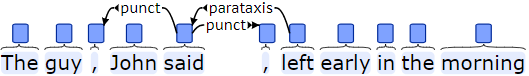 punct parataxis
punct
The guy , John said , left early in the morning